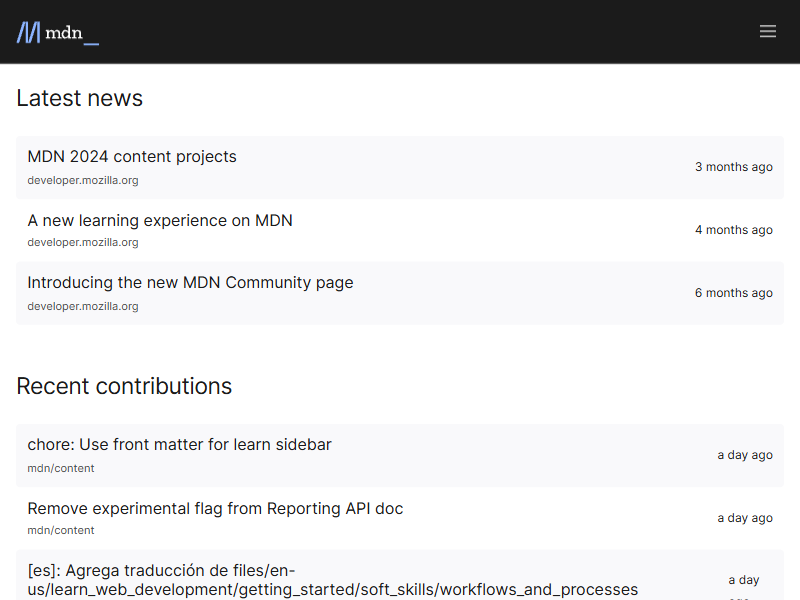 mdn_
Latest news
MDN 2024 content projects
developer.mozilla.org
3 months ago
A new learning experience on MDN
developer.mozilla.org
4 months ago
Introducing the new MDN Community page
developer.mozilla.org
6 months ago
Recent contributions
chore: Use front matter for learn sidebar
mdn/content
a day ago
Remove experimental flag from Reporting API doc
mdn/content
a day ago
[es]: Agrega traducción de files/en-
us/learn_web_development/getting_started/soft_skills/workflows_and_processes
a day